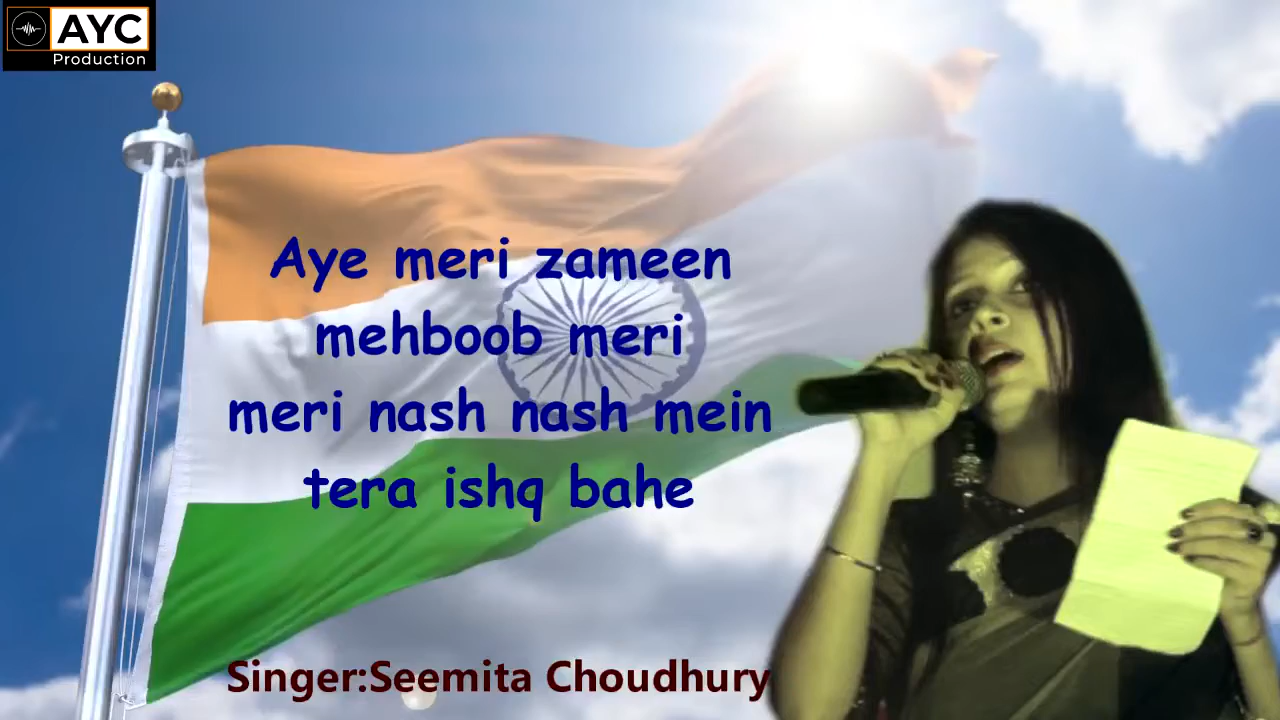 AYC
Production
Aye meri zameen
mehboob meri
meri nash nash mein
tera ishq bahe
Singer:Seemita Choudhury